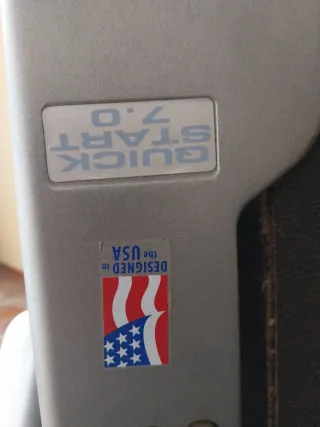 QUICK
START
7.0
DESIGNED in
the USA